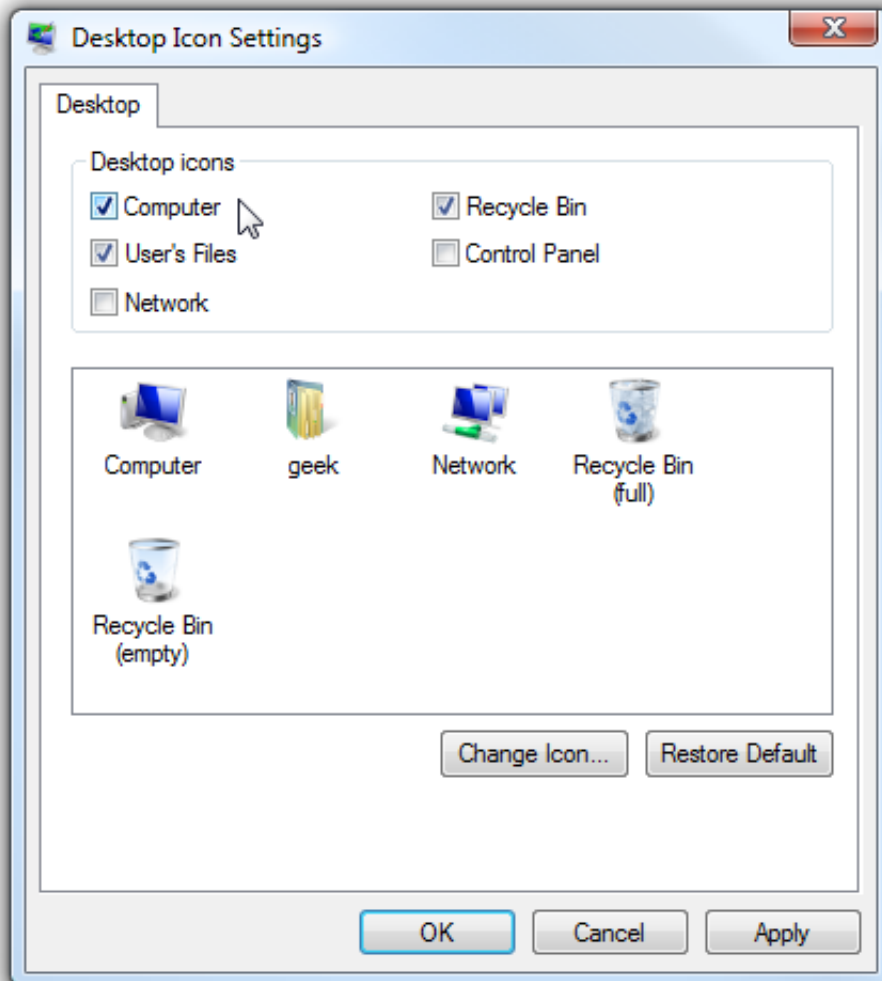 Desktop Icon Settings
Desktop
Desktop icons
Computer
Recycle Bin
User's Files
Control Panel
Network
Computer
geek
Network
Recycle Bin
(full)
Recycle Bin
(empty)
Change Icon...
Restore Default
OK
Cancel
Apply